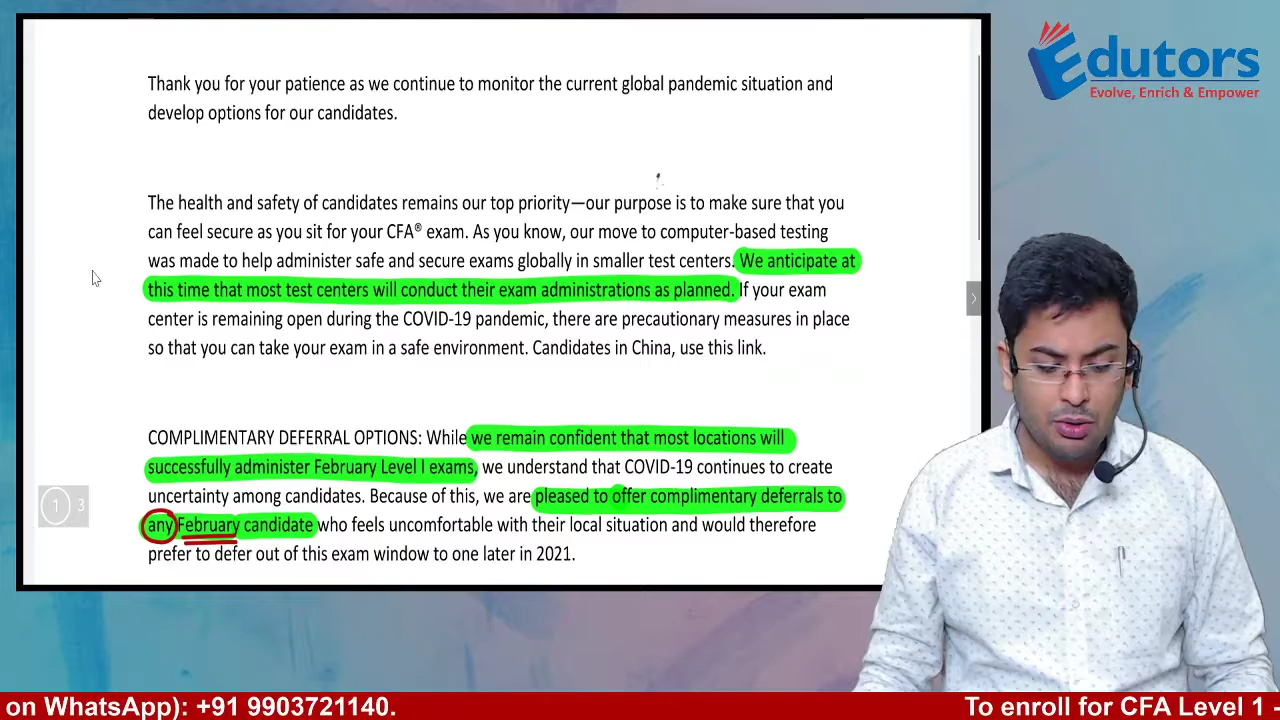 Edutors
Evolve, Enrich & Empower
Thank you for your patience as we continue to monitor the current global pandemic situation and
develop options for our candidates.
The health and safety of candidates remains our top priority—our purpose is to make sure that you
can feel secure as you sit for your CFA® exam. As you know, our move to computer-based testing
was made to help administer safe and secure exams globally in smaller test centers. We anticipate at
this time that most test centers will conduct their exam administrations as planned. If your exam
center is remaining open during the COVID-19 pandemic, there are precautionary measures in place
so that you can take your exam in a safe environment. Candidates in China, use this link.
COMPLIMENTARY DEFERRAL OPTIONS: While we remain confident that most locations will
successfully administer February Level I exams, we understand that COVID-19 continues to create
uncertainty among candidates. Because of this, we are pleased to offer complimentary deferrals to
any February candidate who feels uncomfortable with their local situation and would therefore
prefer to defer out of this exam window to one later in 2021.
1 3
on WhatsApp): +91 9903721140. To enroll for CFA Level 1 -